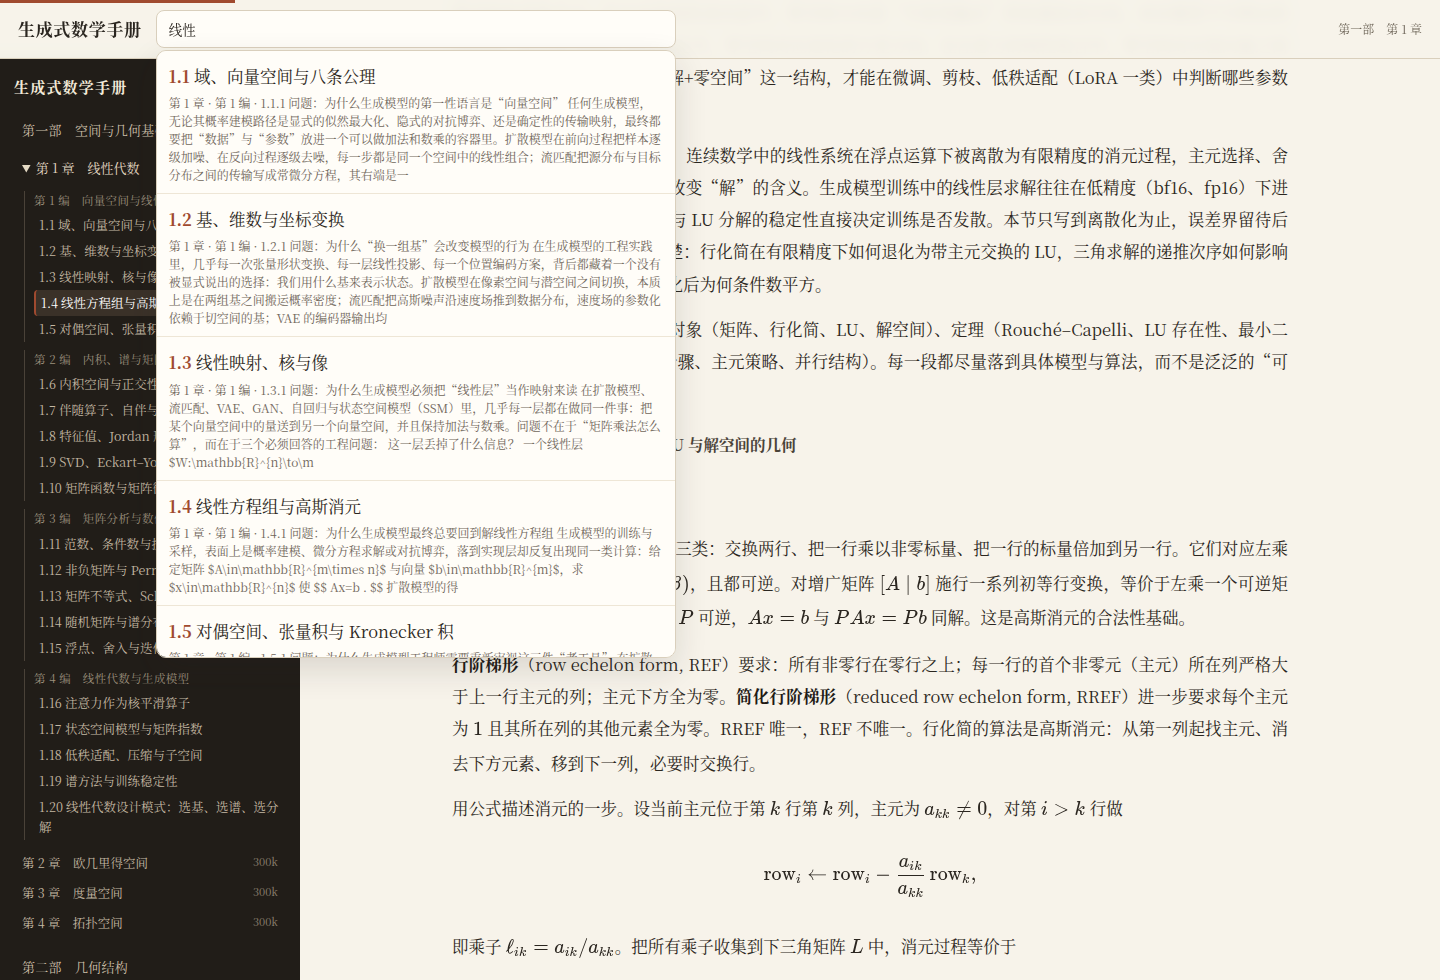 生成式数学手册
线性
第一部 第 1 章
生成式数学手册
第一部 空间与几何基
第 1 章 线性代数
第 1 编 向量空间与线
1.1 域、向量空间与八
1.2 基、维数与坐标变
1.3 线性映射、核与像
1.4 线性方程组与高斯
1.5 对偶空间、张量积
第 2 编 内积、谱与矩
1.6 内积空间与正交性
1.7 伴随算子、自伴与
1.8 特征值、Jordan
1.9 SVD、Eckart–Yo
1.10 矩阵函数与矩阵
第 3 编 矩阵分析与数
1.11 范数、条件数与
1.12 非负矩阵与 Perr
1.13 矩阵不等式、Sc
1.14 随机矩阵与谱分
1.15 浮点、舍入与迭
第 4 编 线性代数与生成模型
1.16 注意力作为核平滑算子
1.17 状态空间模型与矩阵指数
1.18 低秩适配、压缩与子空间
1.19 谱方法与训练稳定性
1.20 线性代数设计模式：选基、选谱、选分
解
第 2 章 欧几里得空间 300k
第 3 章 度量空间 300k
第 4 章 拓扑空间 300k
第二部 几何结构
1.1 域、向量空间与八条公理
第 1 章 · 第 1 编 · 1.1.1 问题：为什么生成模型的第一性语言是“向量空间” 任何生成模型，
无论其概率建模路径是显式的似然最大化、隐式的对抗博弈、还是确定性的传输映射，最终都
要把“数据”与“参数”放进一个可以做加法和数乘的容器里。扩散模型在前向过程把样本逐
级加噪、在反向过程逐级去噪，每一步都是同一个空间中的线性组合；流匹配把源分布与目标
分布之间的传输写成常微分方程，其右端是一
1.2 基、维数与坐标变换
第 1 章 · 第 1 编 · 1.2.1 问题：为什么“换一组基”会改变模型的行为 在生成模型的工程实践
里，几乎每一次张量形状变换、每一层线性投影、每一个位置编码方案，背后都藏着一个没有
被显式说出的选择：我们用什么基来表示状态。扩散模型在像素空间与潜空间之间切换，本质
上是在两组基之间搬运概率密度；流匹配把高斯噪声沿速度场推到数据分布，速度场的参数化
依赖于切空间的基；VAE 的编码器输出均
1.3 线性映射、核与像
第 1 章 · 第 1 编 · 1.3.1 问题：为什么生成模型必须把“线性层”当作映射来读 在扩散模型、
流匹配、VAE、GAN、自回归与状态空间模型（SSM）里，几乎每一层都在做同一件事：把
某个向量空间中的量送到另一个向量空间，并且保持加法与数乘。问题不在于“矩阵乘法怎么
算”，而在于三个必须回答的工程问题： 这一层丢掉了什么信息？ 一个线性层
$W:\mathbb{R}^{n}\to\m
1.4 线性方程组与高斯消元
第 1 章 · 第 1 编 · 1.4.1 问题：为什么生成模型最终总要回到解线性方程组 生成模型的训练与
采样，表面上是概率建模、微分方程求解或对抗博弈，落到实现层却反复出现同一类计算：给
定矩阵 $A\in\mathbb{R}^{m\times n}$ 与向量 $b\in\mathbb{R}^{m}$，求
$x\in\mathbb{R}^{n}$ 使 $$ Ax=b . $$ 扩散模型的得
1.5 对偶空间、张量积与 Kronecker 积
解+零空间”这一结构，才能在微调、剪枝、低秩适配（LoRA 一类）中判断哪些参数
连续数学中的线性系统在浮点运算下被离散为有限精度的消元过程，主元选择、舍
改变“解”的含义。生成模型训练中的线性层求解往往在低精度（bf16、fp16）下进
与 LU 分解的稳定性直接决定训练是否发散。本节只写到离散化为止，误差界留待后
楚：行化简在有限精度下如何退化为带主元交换的 LU，三角求解的递推次序如何影响
化后为何条件数平方。
对象（矩阵、行化简、LU、解空间）、定理（Rouché–Capelli、LU 存在性、最小二
骤、主元策略、并行结构）。每一段都尽量落到具体模型与算法，而不是泛泛的“可
U 与解空间的几何
三类：交换两行、把一行乘以非零标量、把一行的标量倍加到另一行。它们对应左乘
)，且都可逆。对增广矩阵 [A | b] 施行一系列初等行变换，等价于左乘一个可逆矩
P 可逆，Ax = b 与 PAx = Pb 同解。这是高斯消元的合法性基础。
行阶梯形（row echelon form, REF）要求：所有非零行在零行之上；每一行的首个非零元（主元）所在列严格大
于上一行主元的列；主元下方全为零。简化行阶梯形（reduced row echelon form, RREF）进一步要求每个主元
为 1 且其所在列的其他元素全为零。RREF 唯一，REF 不唯一。行化简的算法是高斯消元：从第一列起找主元、消
去下方元素、移到下一列，必要时交换行。
用公式描述消元的一步。设当前主元位于第 k 行第 k 列，主元为 a_{kk} ≠ 0，对第 i > k 行做
row_i ← row_i − \frac{a_{ik}}{a_{kk}} row_k,
即乘子 ℓ_{ik} = a_{ik}/a_{kk}。把所有乘子收集到下三角矩阵 L 中，消元过程等价于